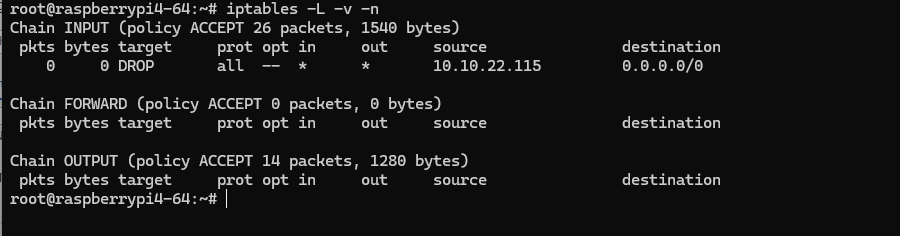 root@raspberrypi4-64:~# iptables -L -v -n
Chain INPUT (policy ACCEPT 26 packets, 1540 bytes)
 pkts bytes target     prot opt in     out     source               destination
    0     0 DROP       all  --  *      *       10.10.22.115         0.0.0.0/0

Chain FORWARD (policy ACCEPT 0 packets, 0 bytes)
 pkts bytes target     prot opt in     out     source               destination

Chain OUTPUT (policy ACCEPT 14 packets, 1280 bytes)
 pkts bytes target     prot opt in     out     source               destination
root@raspberrypi4-64:~#